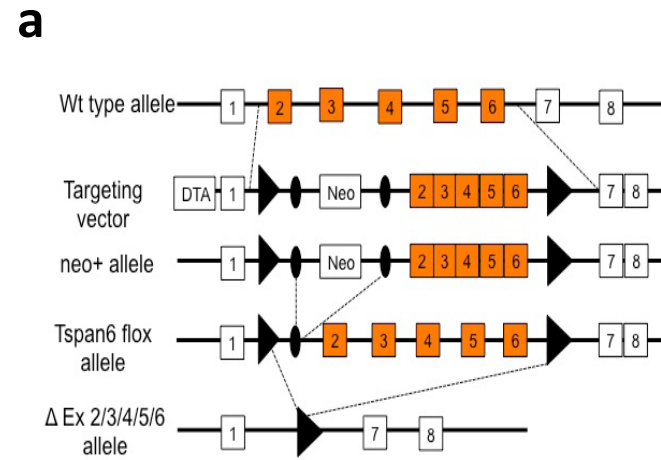 a
Wt type allele 1 2 3 4 5 6 7 8
Targeting
vector
DTA 1 Neo 2 3 4 5 6 7 8
neo+ allele 1 Neo 2 3 4 5 6 7 8
Tspan6 flox
allele
1 2 3 4 5 6 7 8
Δ Ex 2/3/4/5/6
allele
1 7 8